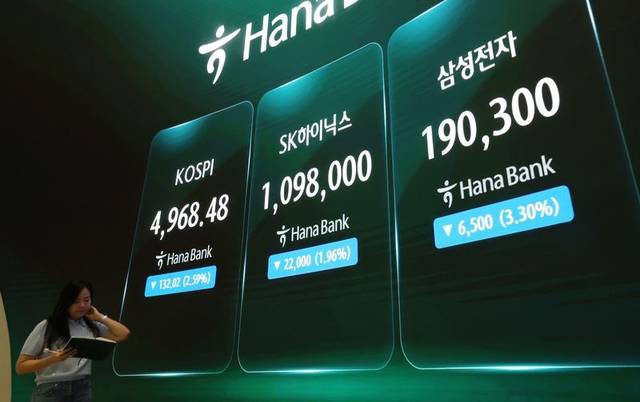 Hana Bank
KOSPI
4,968.48
Hana Bank
▼ 132.02 (2.59%)
SK하이닉스
1,098,000
Hana Bank
▼ 22,000 (1.96%)
삼성전자
190,300
Hana Bank
▼ 6,500 (3.30%)